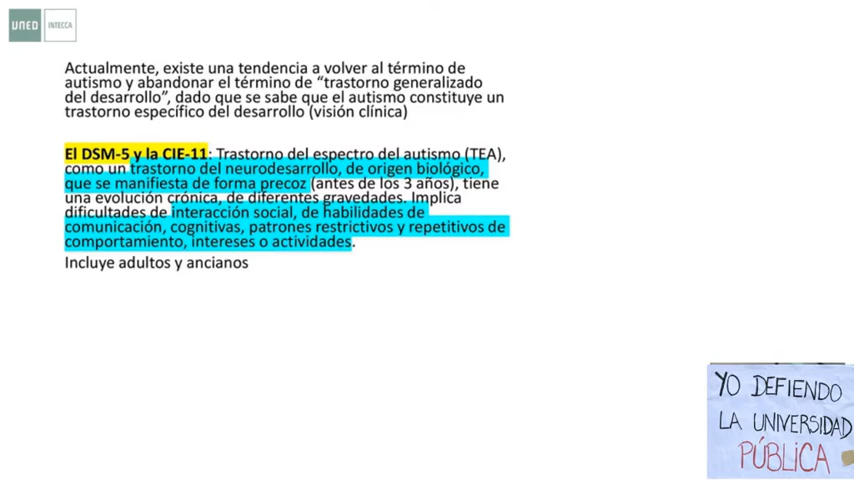 UNED
INTECCA
Actualmente, existe una tendencia a volver al término de
autismo y abandonar el término de “trastorno generalizado
del desarrollo”, dado que se sabe que el autismo constituye un
trastorno específico del desarrollo (visión clínica)
El DSM-5 y la CIE-11: Trastorno del espectro del autismo (TEA),
como un trastorno del neurodesarrollo, de origen biológico,
que se manifiesta de forma precoz (antes de los 3 años), tiene
una evolución crónica, de diferentes gravedades. Implica
dificultades de interacción social, de habilidades de
comunicación, cognitivas, patrones restrictivos y repetitivos de
comportamiento, intereses o actividades.
Incluye adultos y ancianos
YO DEFIENDO
LA UNIVERSIDAD
PÚBLICA